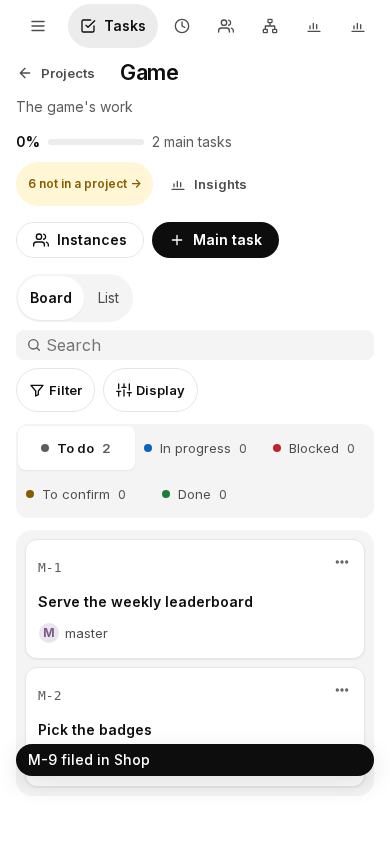 Tasks
Projects
Game
The game's work
0%
2 main tasks
6 not in a project →
Insights
Instances
Main task
Board
List
Search
Filter
Display
To do 2
In progress 0
Blocked 0
To confirm 0
Done 0
M-1
Serve the weekly leaderboard
M master
M-2
Pick the badges
M-9 filed in Shop